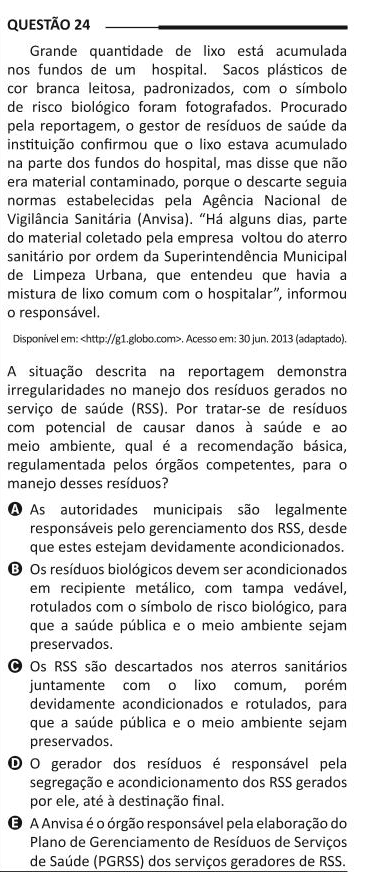 QUESTÃO 24
Grande quantidade de lixo está acumulada
nos fundos de um hospital. Sacos plásticos de
cor branca leitosa, padronizados, com o símbolo
de risco biológico foram fotografados. Procurado
pela reportagem, o gestor de resíduos de saúde da
instituição confirmou que o lixo estava acumulado
na parte dos fundos do hospital, mas disse que não
era material contaminado, porque o descarte seguia
normas estabelecidas pela Agência Nacional de
Vigilância Sanitária (Anvisa). “Há alguns dias, parte
do material coletado pela empresa voltou do aterro
sanitário por ordem da Superintendência Municipal
de Limpeza Urbana, que entendeu que havia a
mistura de lixo comum com o hospitalar”, informou
o responsável.
Disponível em: <http://g1.globo.com>. Acesso em: 30 jun. 2013 (adaptado).
A situação descrita na reportagem demonstra
irregularidades no manejo dos resíduos gerados no
serviço de saúde (RSS). Por tratar-se de resíduos
com potencial de causar danos à saúde e ao
meio ambiente, qual é a recomendação básica,
regulamentada pelos órgãos competentes, para o
manejo desses resíduos?
A As autoridades municipais são legalmente
responsáveis pelo gerenciamento dos RSS, desde
que estes estejam devidamente acondicionados.
B Os resíduos biológicos devem ser acondicionados
em recipiente metálico, com tampa vedável,
rotulados com o símbolo de risco biológico, para
que a saúde pública e o meio ambiente sejam
preservados.
C Os RSS são descartados nos aterros sanitários
juntamente com o lixo comum, porém
devidamente acondicionados e rotulados, para
que a saúde pública e o meio ambiente sejam
preservados.
D O gerador dos resíduos é responsável pela
segregação e acondicionamento dos RSS gerados
por ele, até à destinação final.
E A Anvisa é o órgão responsável pela elaboração do
Plano de Gerenciamento de Resíduos de Serviços
de Saúde (PGRSS) dos serviços geradores de RSS.